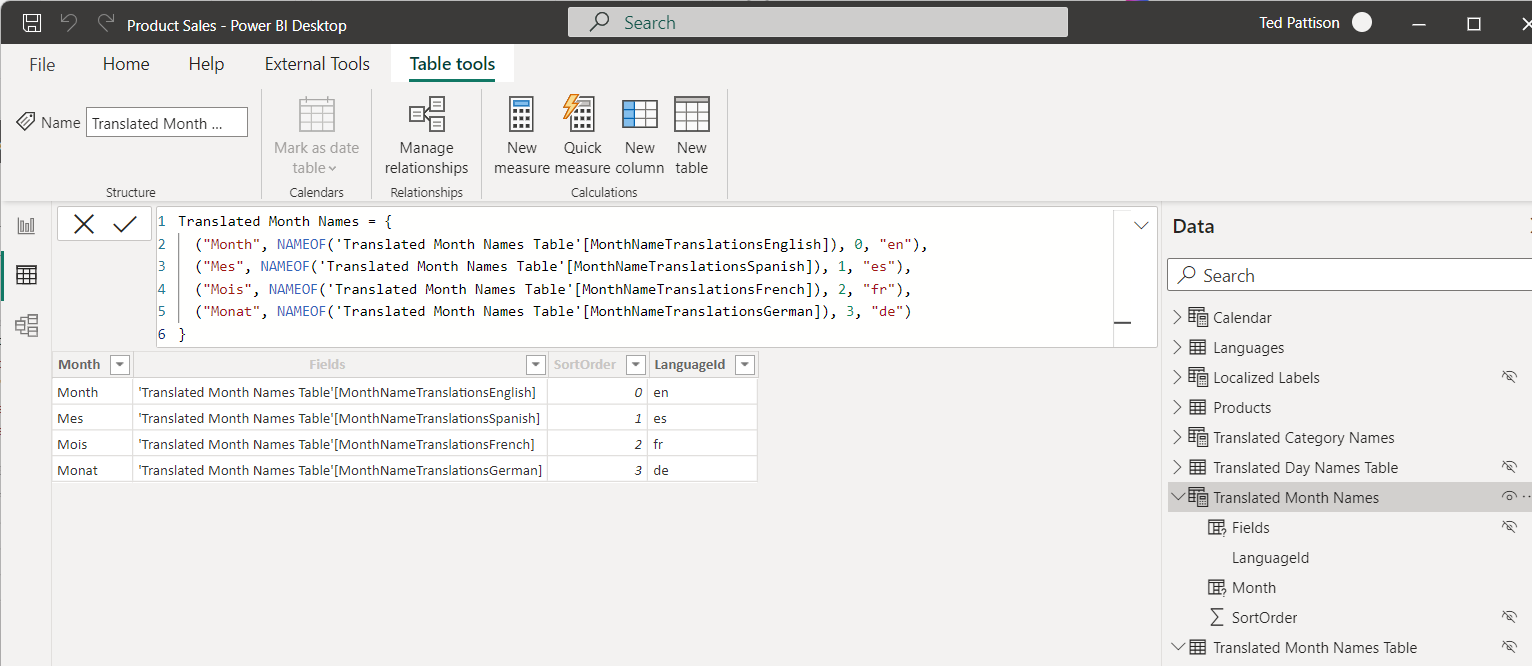 Product Sales - Power BI Desktop
Search
Ted Pattison
File Home Help External Tools Table tools
Name Translated Month ...
Structure
Mark as date table
Calendars
Manage relationships
Relationships
New measure
Quick measure
New column
New table
Calculations
1 Translated Month Names = {
2 ("Month", NAMEOF('Translated Month Names Table'[MonthNameTranslationsEnglish]), 0, "en"),
3 ("Mes", NAMEOF('Translated Month Names Table'[MonthNameTranslationsSpanish]), 1, "es"),
4 ("Mois", NAMEOF('Translated Month Names Table'[MonthNameTranslationsFrench]), 2, "fr"),
5 ("Monat", NAMEOF('Translated Month Names Table'[MonthNameTranslationsGerman]), 3, "de")
6 }
Month Fields SortOrder LanguageId
Month 'Translated Month Names Table'[MonthNameTranslationsEnglish] 0 en
Mes 'Translated Month Names Table'[MonthNameTranslationsSpanish] 1 es
Mois 'Translated Month Names Table'[MonthNameTranslationsFrench] 2 fr
Monat 'Translated Month Names Table'[MonthNameTranslationsGerman] 3 de
Data
Search
Calendar
Languages
Localized Labels
Products
Translated Category Names
Translated Day Names Table
Translated Month Names
Fields
LanguageId
Month
SortOrder
Translated Month Names Table